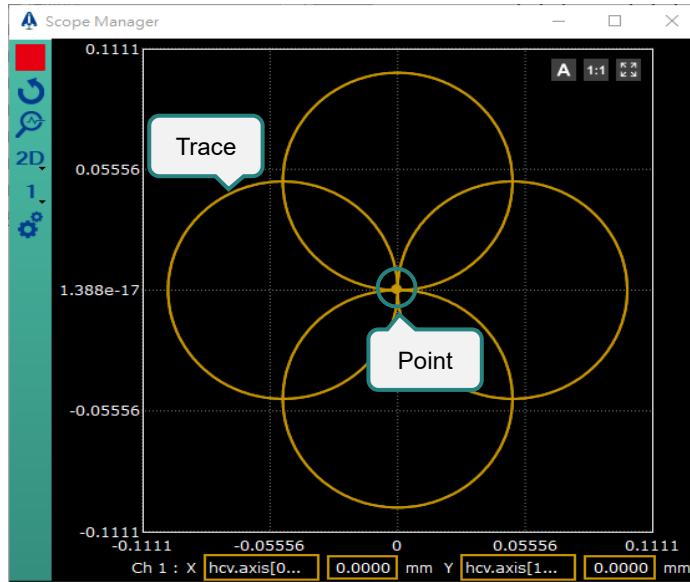 Scope Manager
0.1111
A 1:1
Trace
2D
0.05556
1
1.388e-17
Point
-0.05556
-0.1111
-0.1111 -0.05556 0 0.05556 0.1111
Ch 1 : X hcv.axis[0... 0.0000 mm Y hcv.axis[1... 0.0000 mm